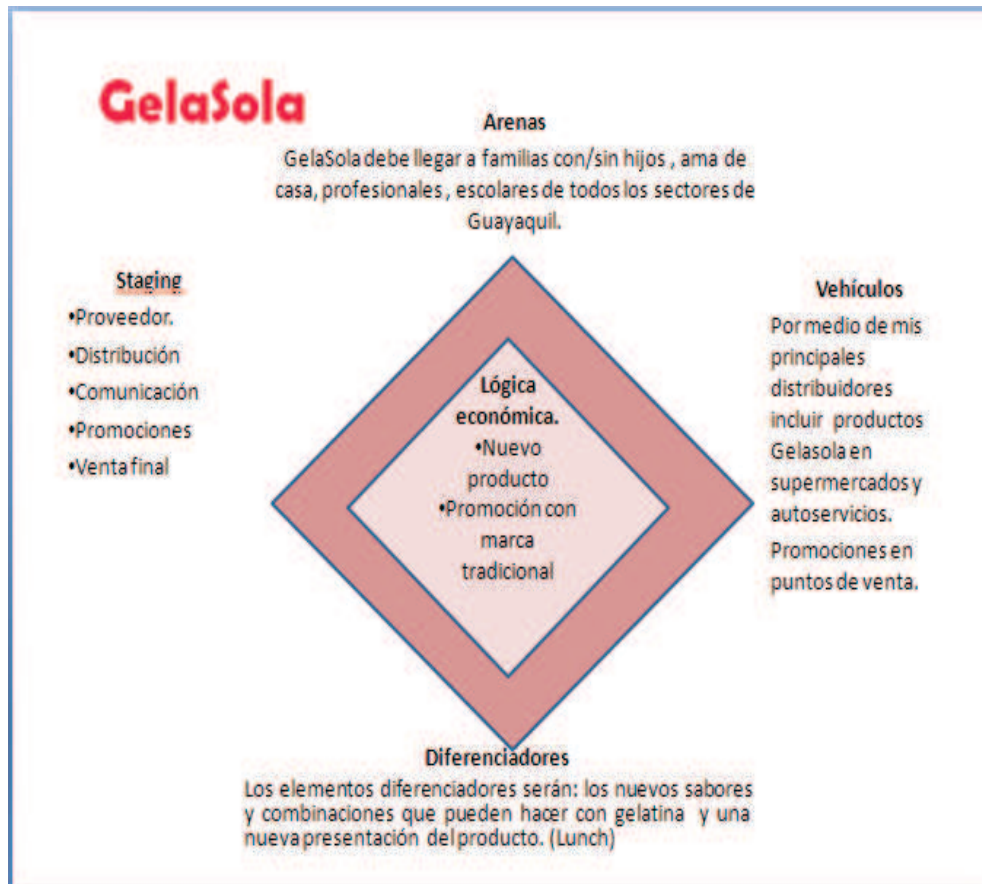 GelaSola
Arenas
GelaSola debe llegar a familias con/sin hijos , ama de
casa, profesionales , escolares de todos los sectores de
Guayaquil.
Staging
•Proveedor.
•Distribución
•Comunicación
•Promociones
•Venta final
Lógica
económica.
•Nuevo
producto
•Promoción con
marca
tradicional
Vehículos
Por medio de mis
principales
distribuidores
incluir productos
Gelasola en
supermercados y
autoservicios.
Promociones en
puntos de venta.
Diferenciadores
Los elementos diferenciadores serán: los nuevos sabores
y combinaciones que pueden hacer con gelatina y una
nueva presentación del producto. (Lunch)